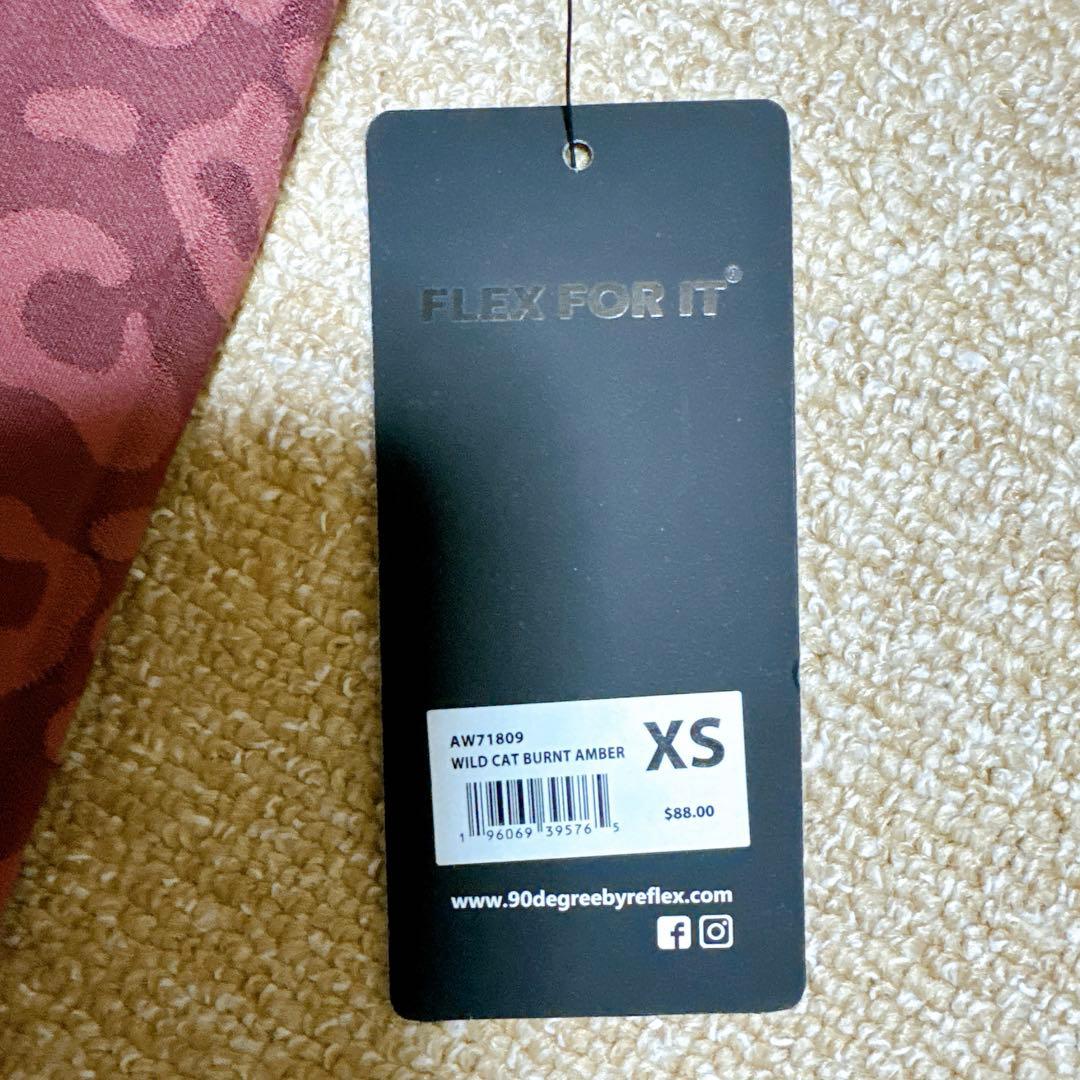 FLEX FOR IT®
AW71809
WILD CAT BURNT AMBER
XS
1 96069 39576 5
$88.00
www.90degreebyreflex.com